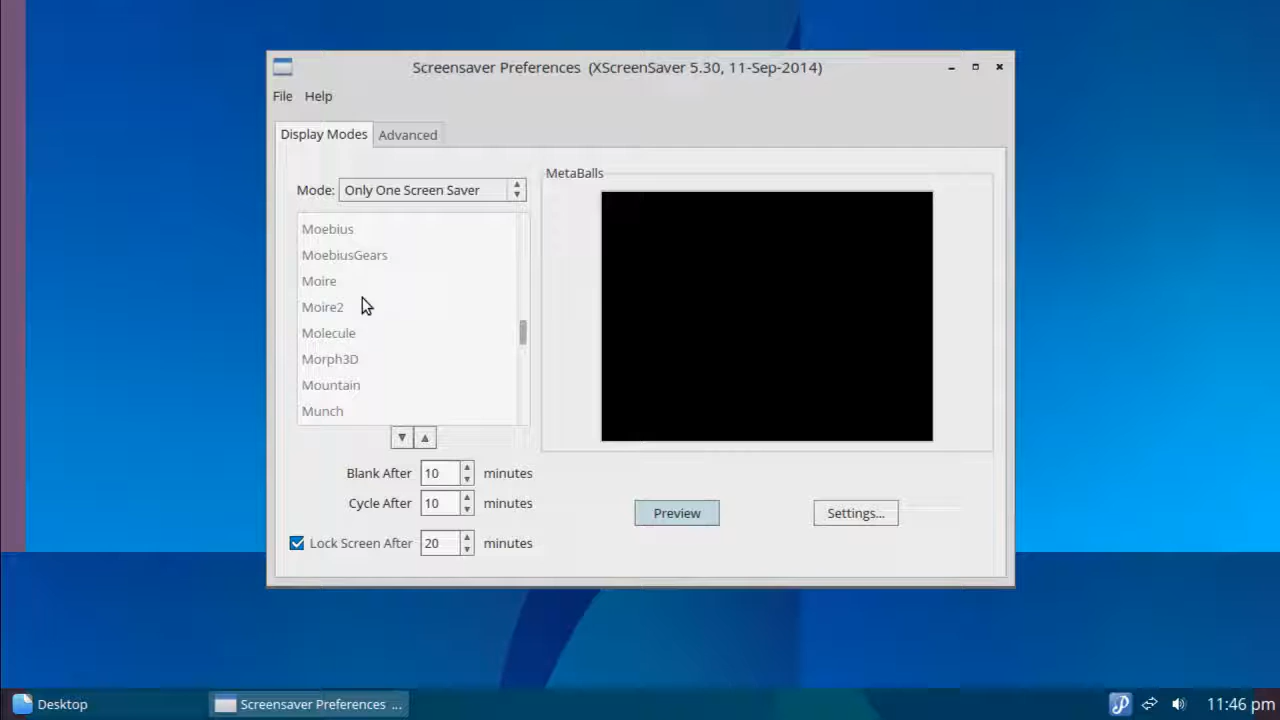 Screensaver Preferences (XScreenSaver 5.30, 11-Sep-2014)
File Help
Display Modes Advanced
Mode: Only One Screen Saver
MetaBalls
Moebius
MoebiusGears
Moire
Moire2
Molecule
Morph3D
Mountain
Munch
Blank After 10 minutes
Cycle After 10 minutes
Preview Settings...
Lock Screen After 20 minutes
Desktop Screensaver Preferences ... 11:46 pm